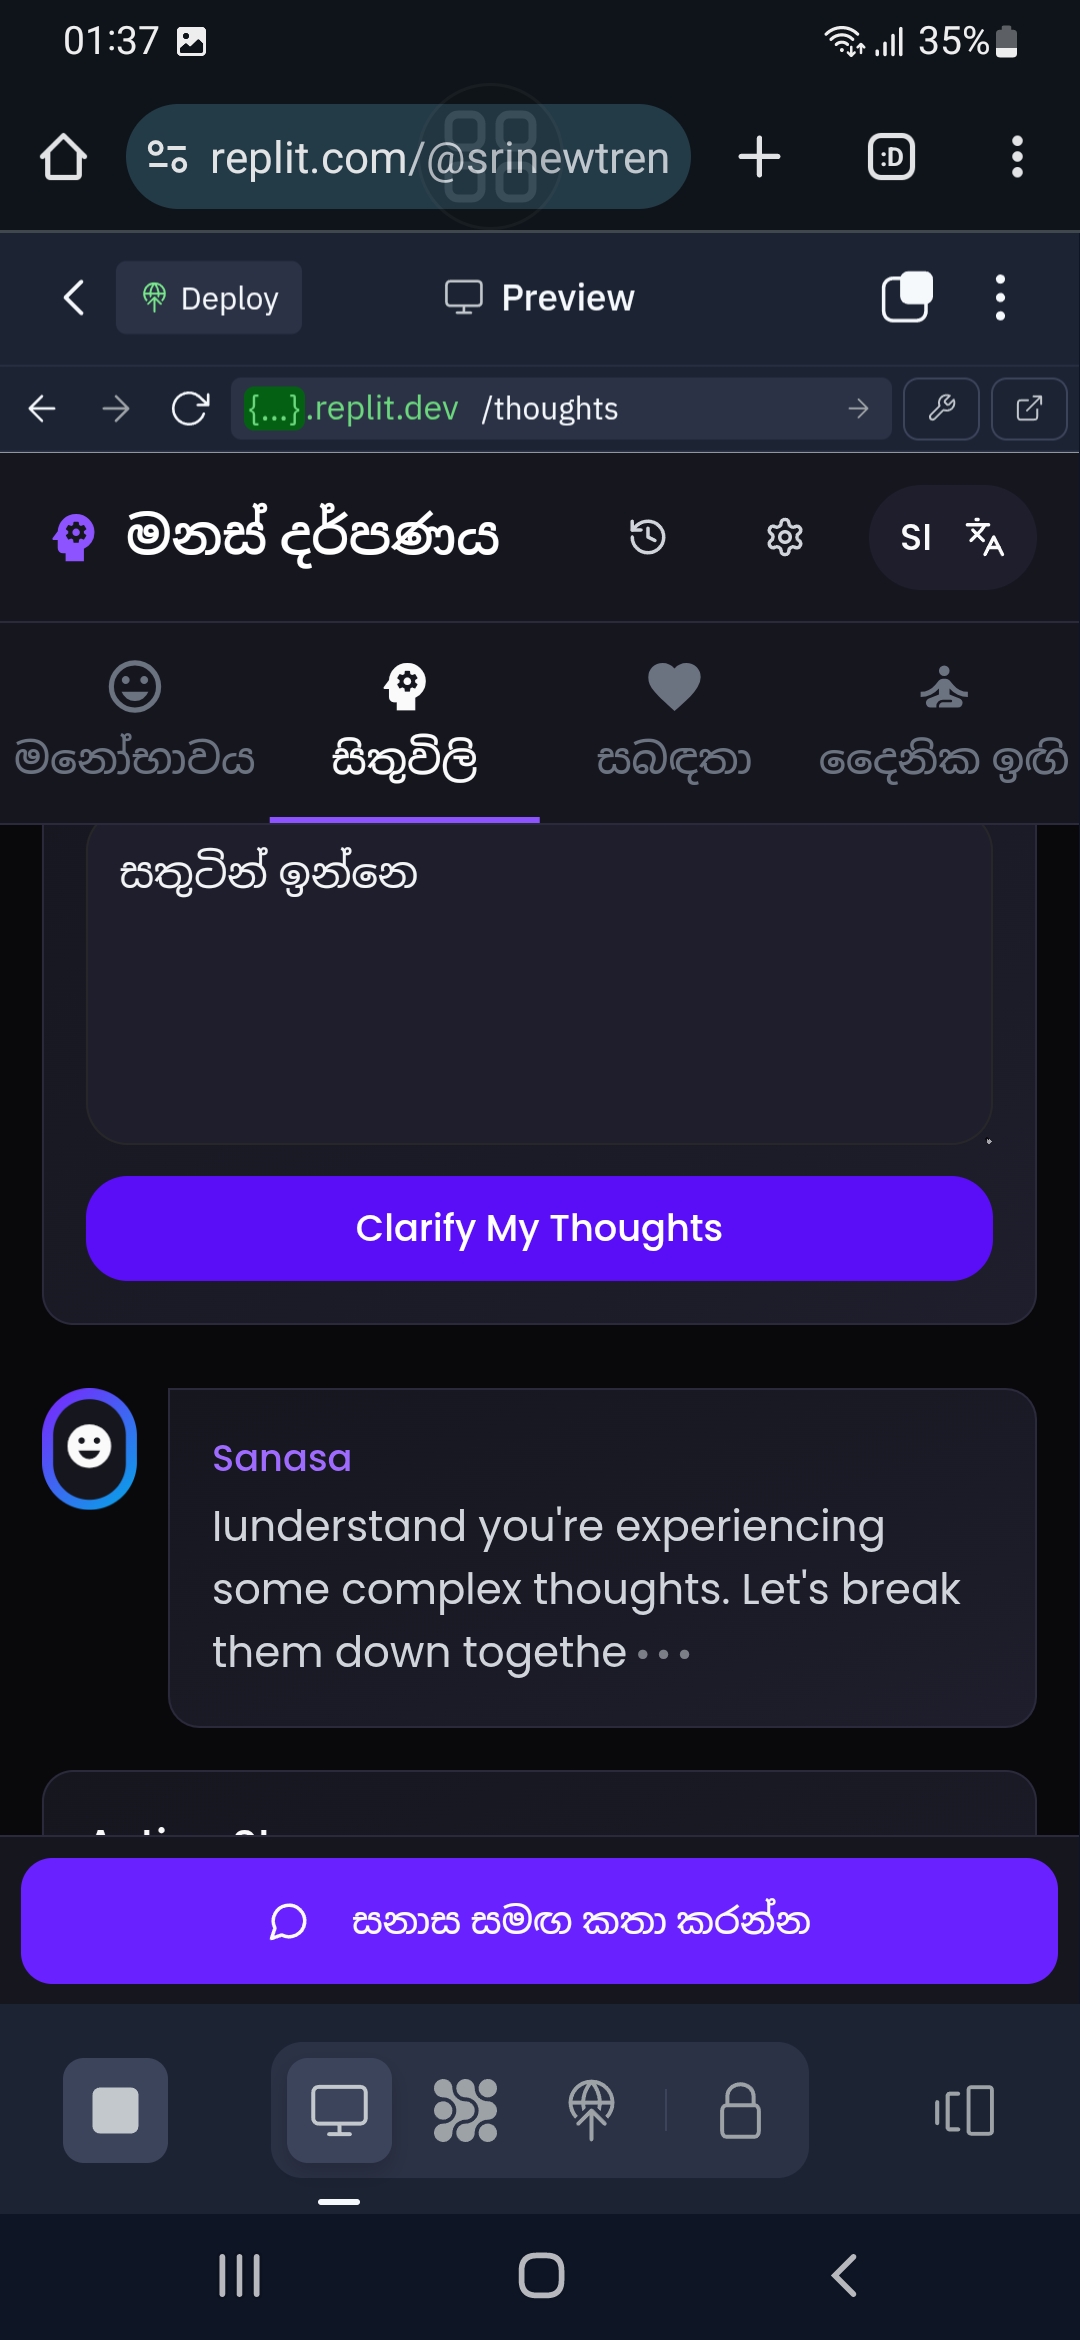 01:37
35%
replit.com/@srinewtren
:D
Deploy
Preview
{...}.replit.dev /thoughts
මනස් දර්පණය
SI
මනෝභාවය
සිතුවිලි
සබඳතා
දෛනික ඉඟි
සතුටින් ඉන්නෙ
Clarify My Thoughts
Sanasa
Iunderstand you're experiencing
some complex thoughts. Let's break
them down togethe
සනාස සමඟ කතා කරන්න